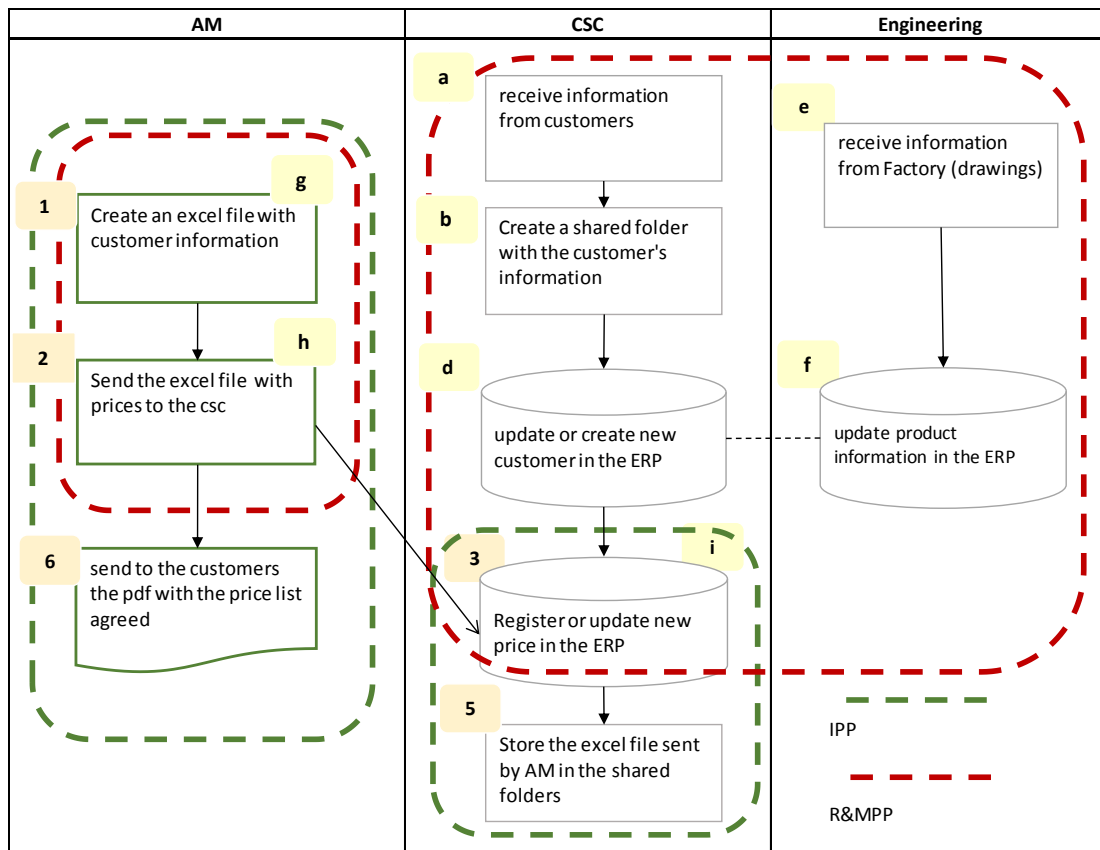 AM
CSC
Engineering
a
receive information
from customers
e
receive information
from Factory (drawings)
g
1
Create an excel file with
customer information
b
Create a shared folder
with the customer's
information
h
2
Send the excel file with
prices to the csc
d
update or create new
customer in the ERP
f
update product
information in the ERP
6
send to the customers
the pdf with the price list
agreed
3
i
Register or update new
price in the ERP
5
Store the excel file sent
by AM in the shared
folders
IPP
R&MPP